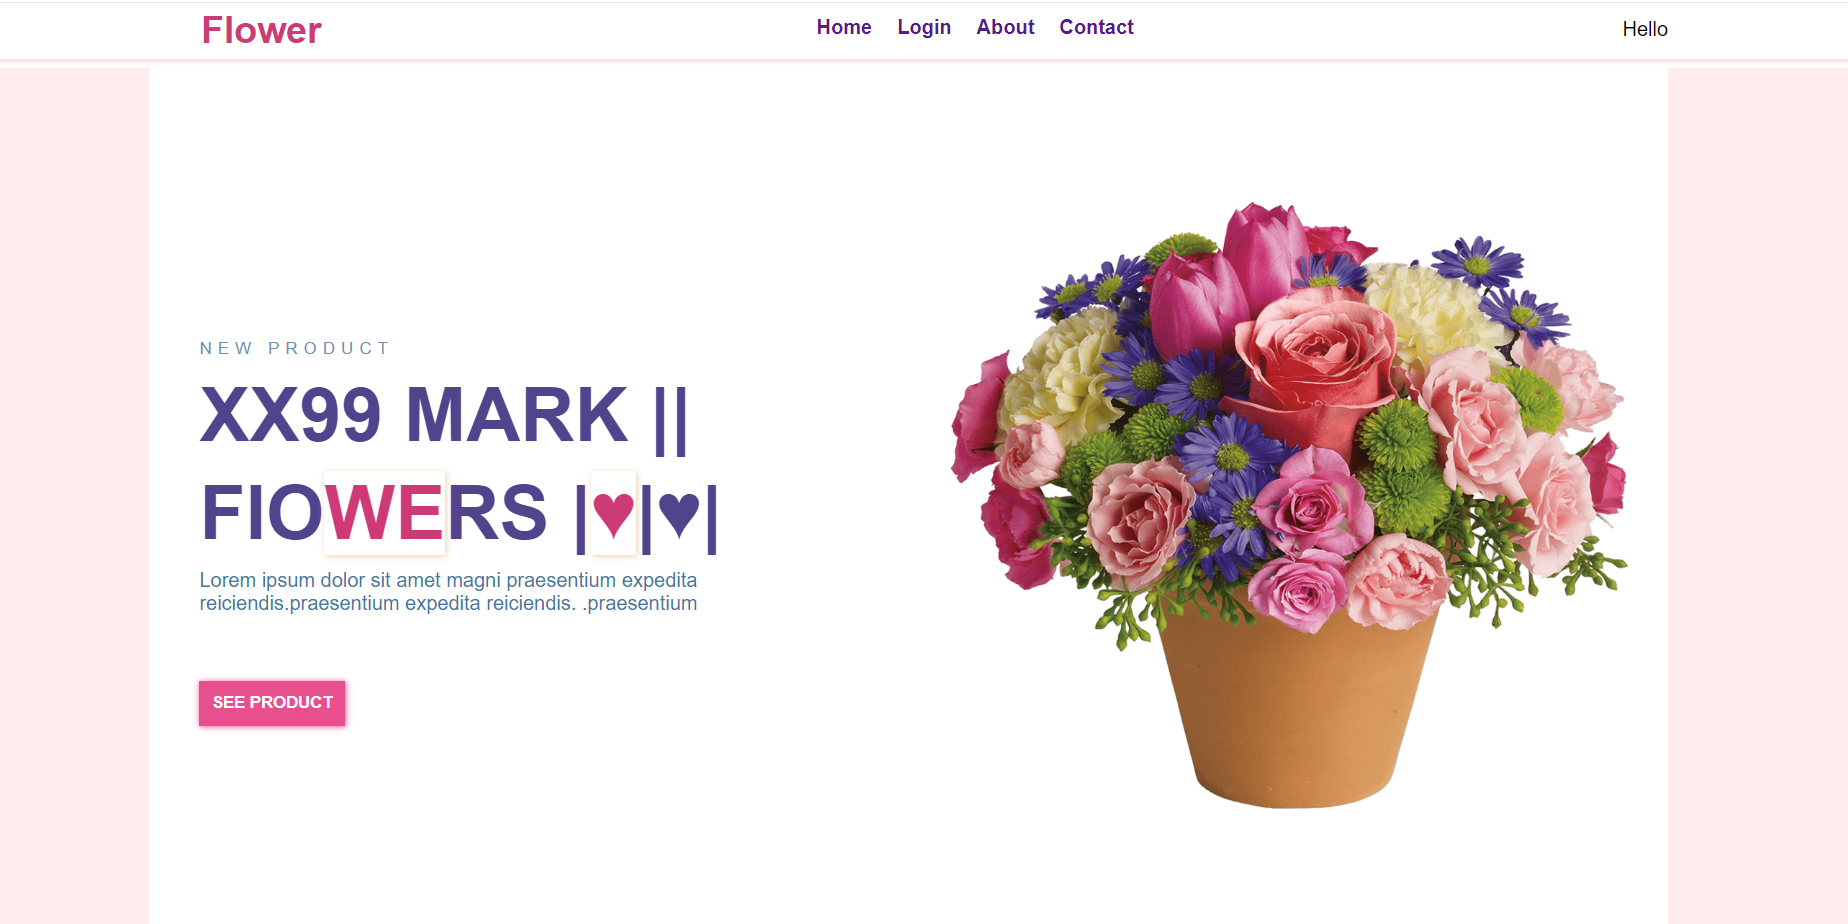 Flower
Home Login About Contact
Hello
NEW PRODUCT
XX99 MARK ||
FlOWERS |♥|♥|
Lorem ipsum dolor sit amet magni praesentium expedita
reiciendis.praesentium expedita reiciendis. .praesentium
SEE PRODUCT